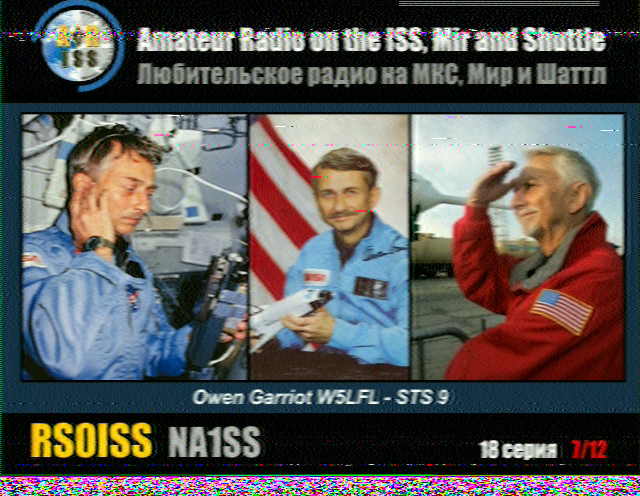 Amateur Radio on the ISS, Mir and Shuttle
Любительское радио на МКС, Мир и Шаттл
ISS
Owen Garriot W5LFL - STS 9
RS0ISS NA1SS
18 серия 7/12